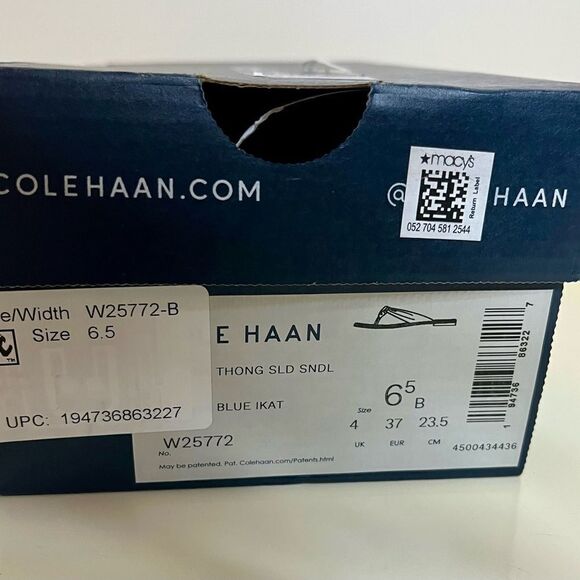 COLEHAAN.COM
@ HAAN
★macy's
Return Label
052 704 581 2544
e/Width W25772-B
Size 6.5
UPC: 194736863227
E HAAN
THONG SLD SNDL
BLUE IKAT
W25772
No.
May be patented. Pat. Colehaan.com/Patents.html
Size 6⁵ B
4 37 23.5
UK EUR CM
1 94736 86322 7
4500434436